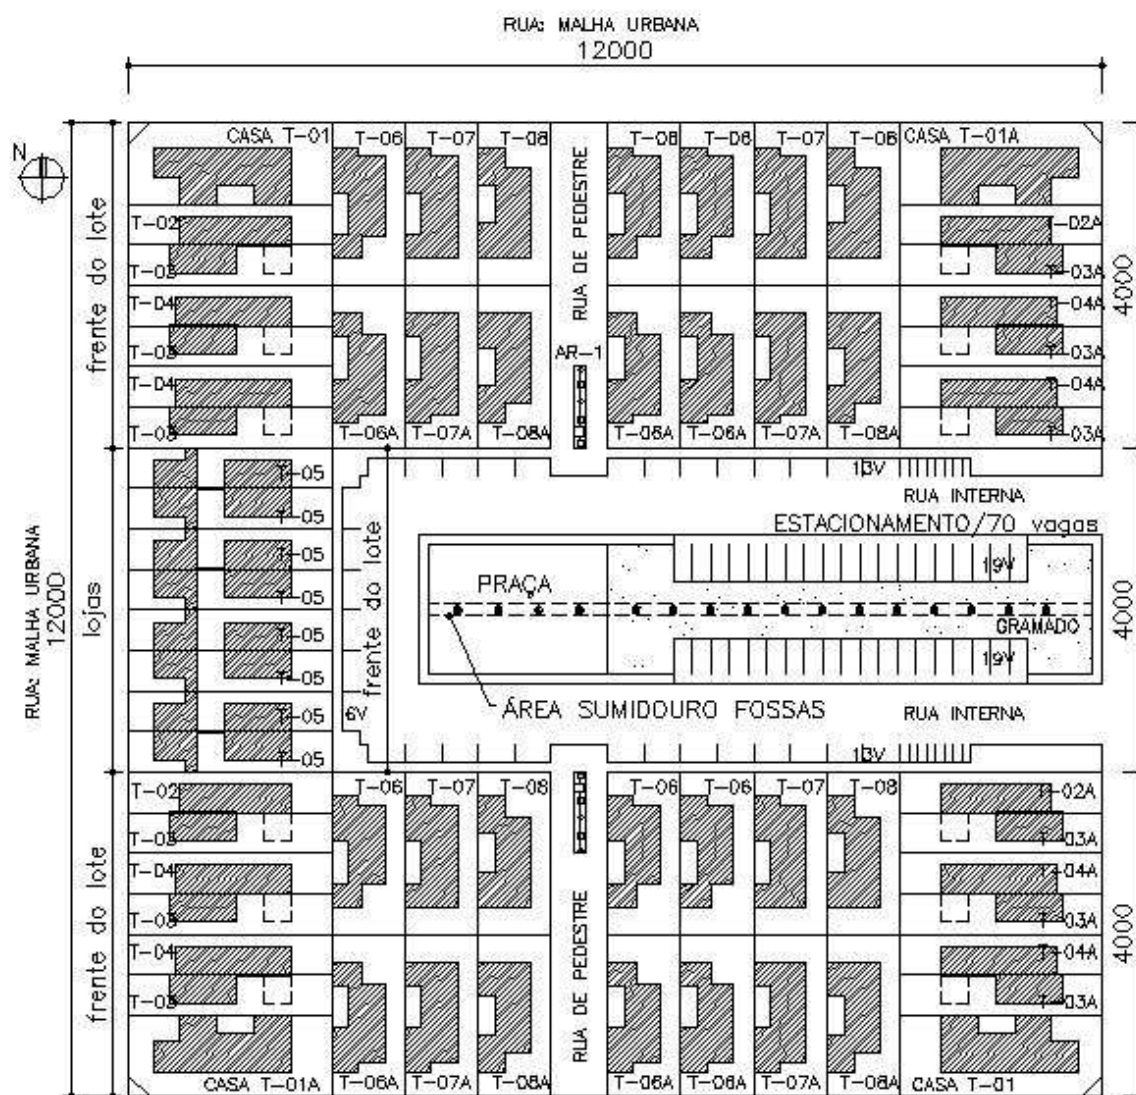 RUA: MALHA URBANA
12000
N
CASA T-01
T-06
T-07
T-08
T-08
T-06
T-07
T-08
CASA T-01A
RUA DE PEDESTRE
frente do lote
T-02
T-03
T-04
T-03
T-04
T-03
T-02A
T-03A
T-04A
T-03A
T-04A
T-03A
4000
AR-1
T-06A
T-07A
T-08A
T-06A
T-06A
T-07A
T-08A
13V
RUA INTERNA
ESTACIONAMENTO/70 vagas
T-05
T-05
T-05
T-05
T-05
T-05
T-05
T-05
RUA: MALHA URBANA
12000
lojas
frente do lote
PRAÇA
19V
GRAMADO
19V
4000
6V
ÁREA SUMIDOURO FOSSAS
RUA INTERNA
13V
T-02
T-03
T-04
T-03
T-04
T-03
frente do lote
T-06
T-07
T-08
T-06
T-06
T-07
T-08
T-02A
T-03A
T-04A
T-03A
T-04A
T-03A
4000
RUA DE PEDESTRE
CASA T-01A
T-06A
T-07A
T-08A
T-06A
T-06A
T-07A
T-08A
CASA T-01